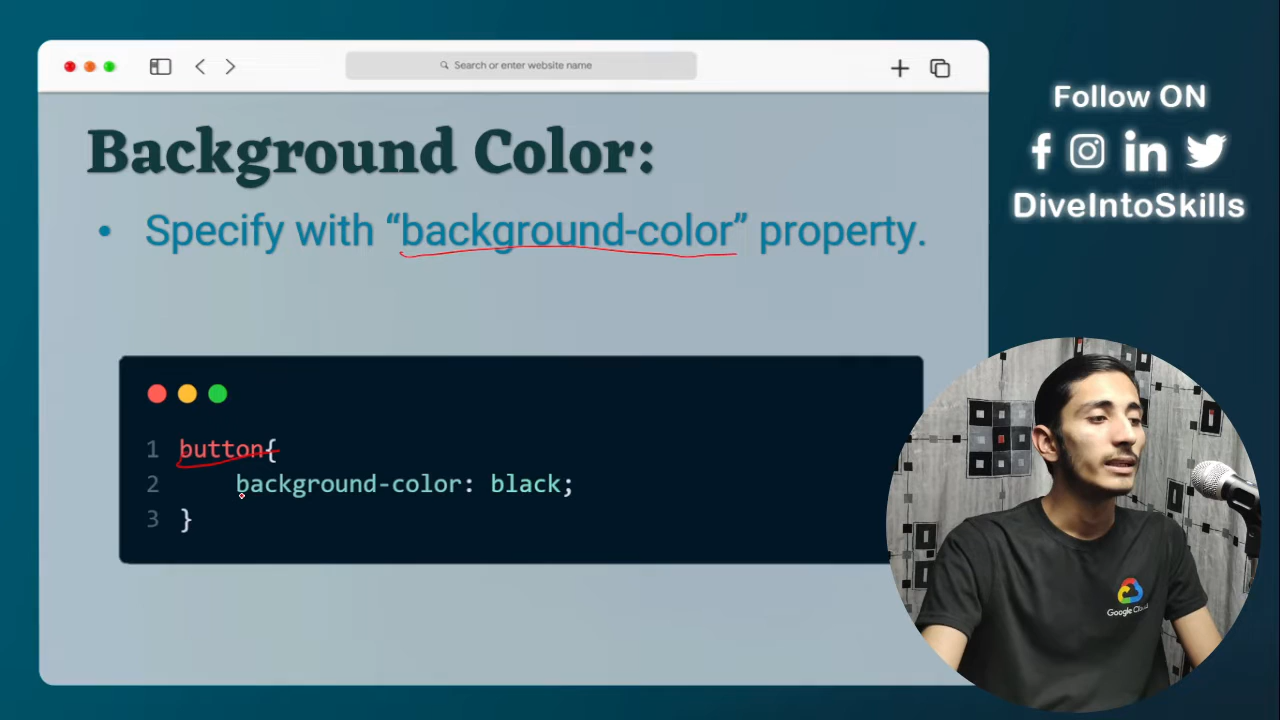 Search or enter website name
Follow ON
DiveIntoSkills
Background Color:
• Specify with “background-color” property.
1 button{
2 background-color: black;
3 }
Google Cloud